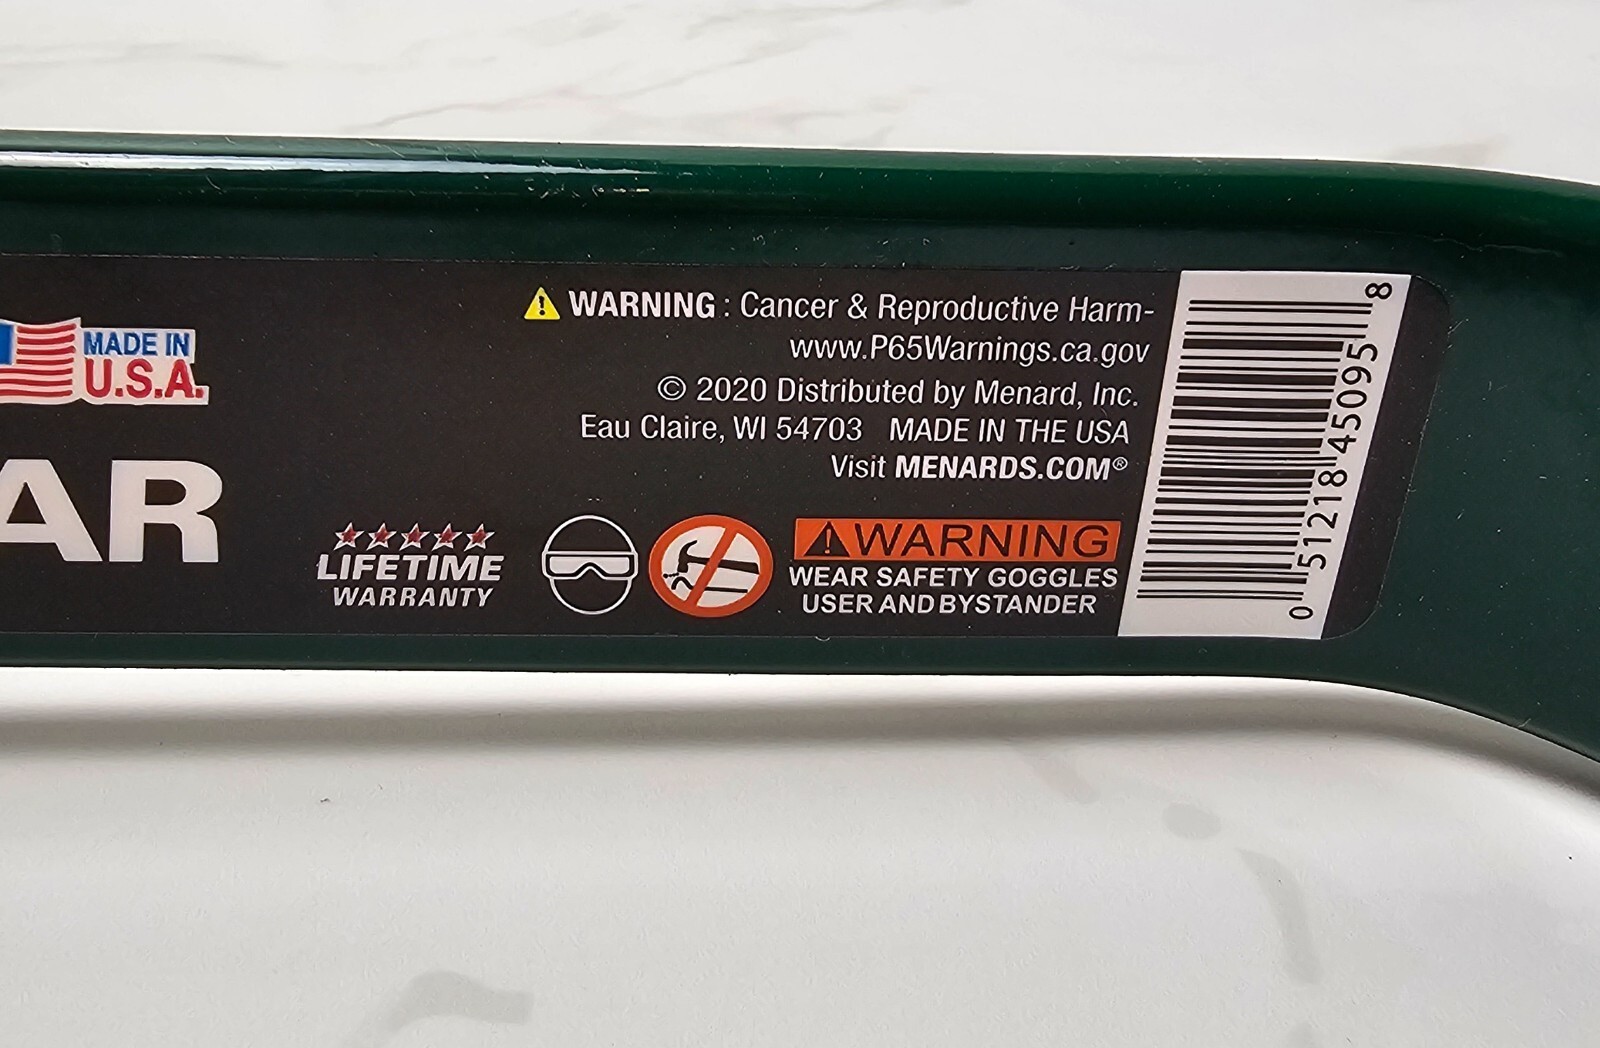 MADE IN
U.S.A.
AR
WARNING : Cancer & Reproductive Harm-
www.P65Warnings.ca.gov
© 2020 Distributed by Menard, Inc.
Eau Claire, WI 54703 MADE IN THE USA
Visit MENARDS.COM®
LIFETIME
WARRANTY
WARNING
WEAR SAFETY GOGGLES
USER AND BYSTANDER
0 51218 45095 8